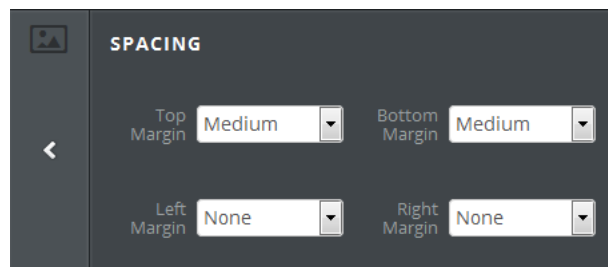 SPACING
Top
Margin
Medium
Bottom
Margin
Medium
Left
Margin
None
Right
Margin
None